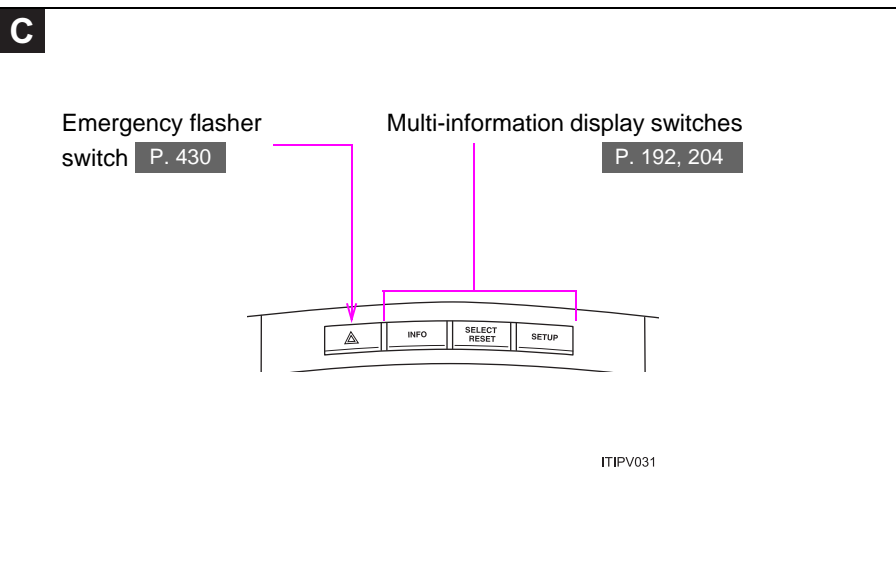 C
Emergency flasher
switch P. 430
Multi-information display switches
P. 192, 204
INFO
SELECT
RESET
SETUP
ITIPV031